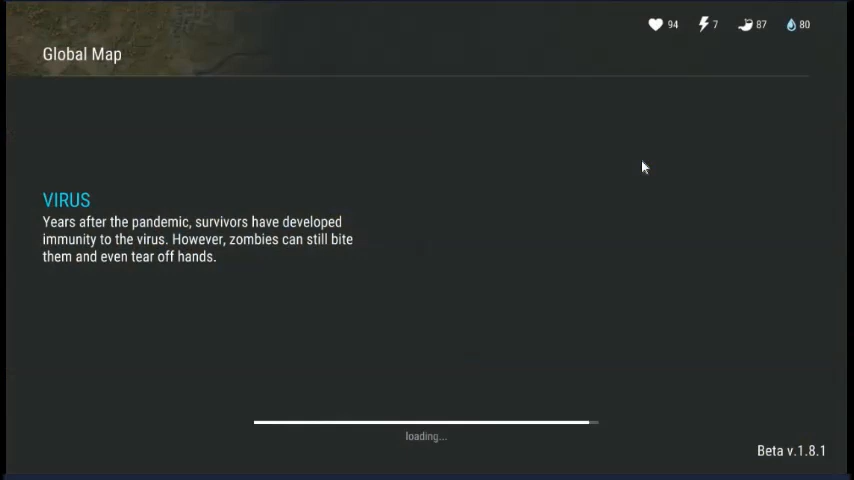 94 7 87 80
Global Map
VIRUS
Years after the pandemic, survivors have developed
immunity to the virus. However, zombies can still bite
them and even tear off hands.
loading...
Beta v.1.8.1